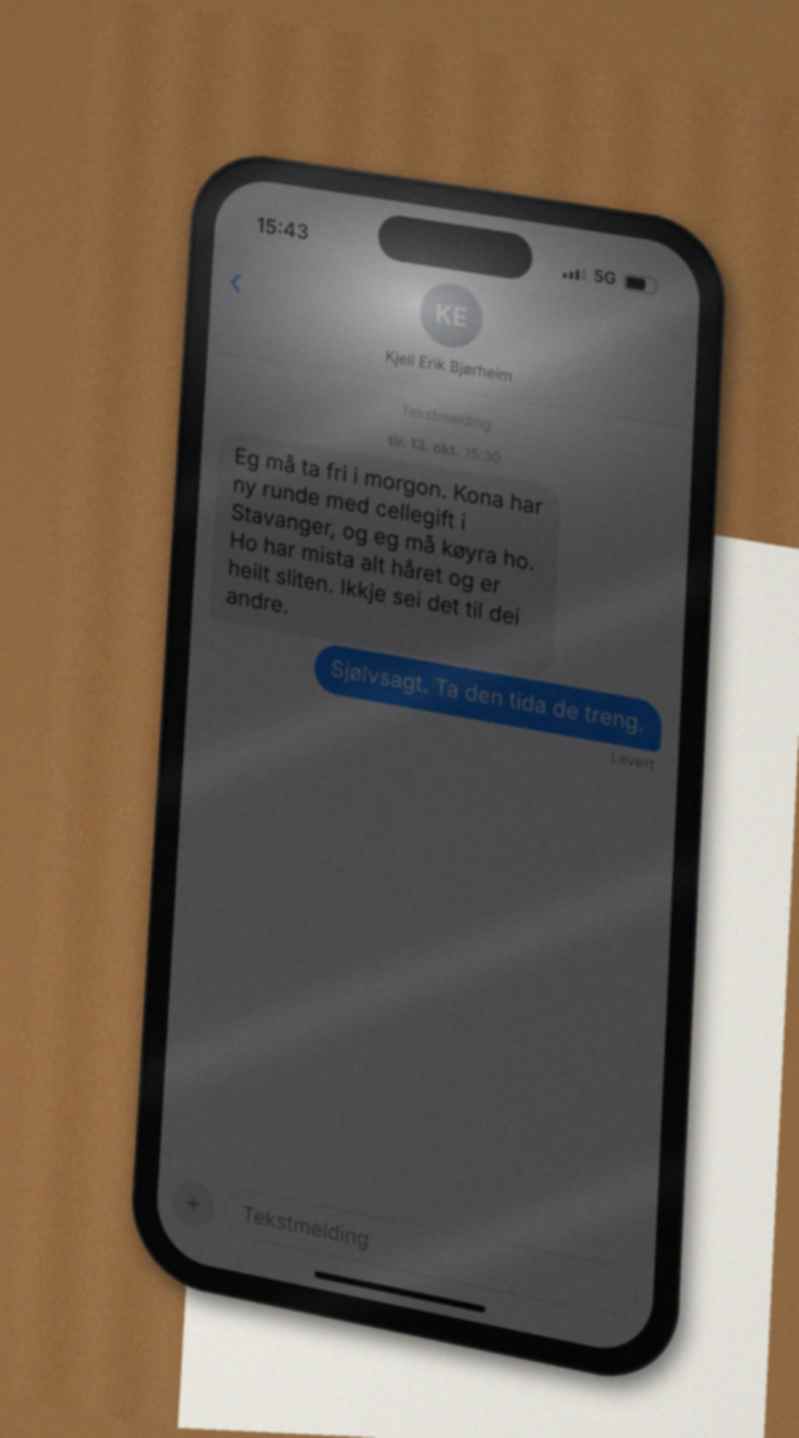 15:43
5G
KE
Kjell Erik Bjørheim
Tekstmelding
13. okt. 15:30
Eg må ta fri i morgon. Kona har
ny runde med cellegift i
Stavanger, og eg må køyra ho.
Ho har mista alt håret og er
heilt sliten. Ikkje sei det til dei
andre.
Sjølvsagt. Ta den tida de treng.
Levert
Tekstmelding